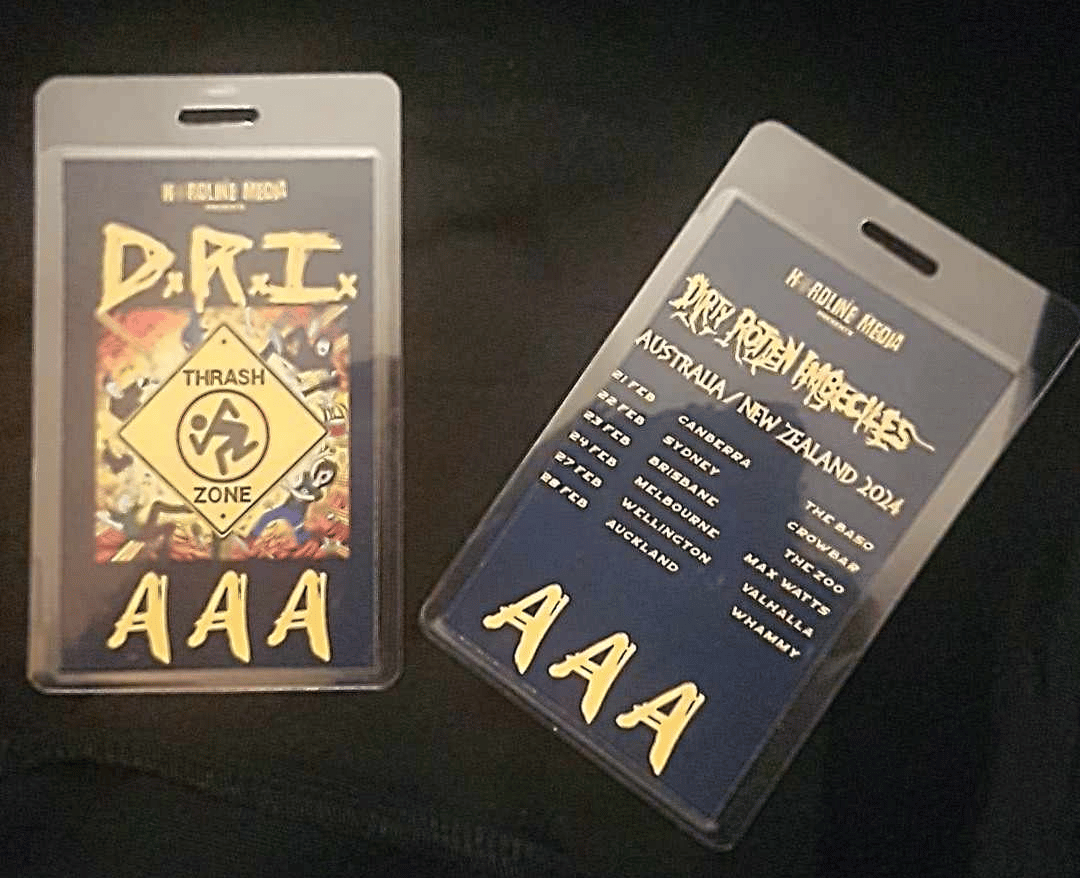 HARDLINE MEDIA
PRESENTS
D.R.I.
THRASH
ZONE
AAA
HARDLINE MEDIA
PRESENTS
DIRTY ROTTEN IMBECILES
AUSTRALIA / NEW ZEALAND 2024
21 FEB CANBERRA THE BASO
22 FEB SYDNEY CROWBAR
23 FEB BRISBANE THE ZOO
24 FEB MELBOURNE MAX WATTS
27 FEB WELLINGTON VALHALLA
28 FEB AUCKLAND WHAMMY
AAA